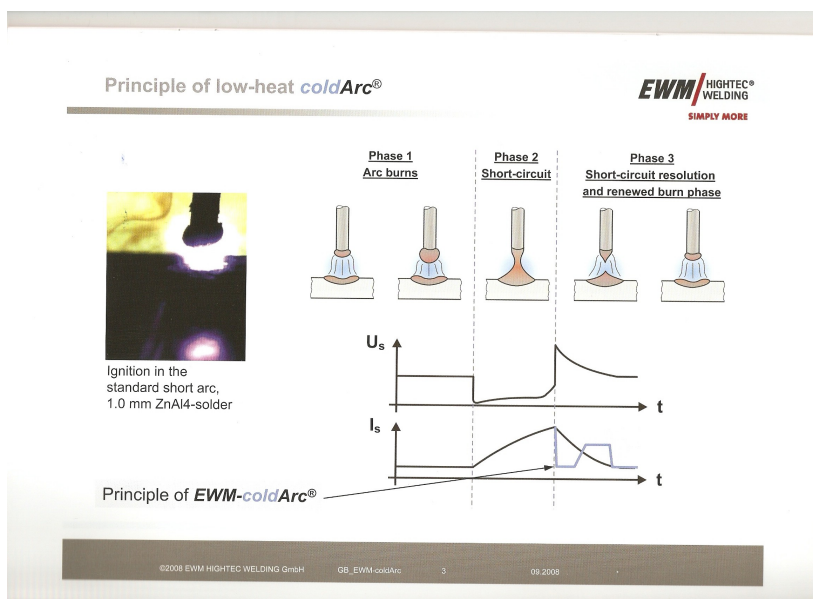 Principle of low-heat coldArc®
EWM HIGHTEC®
WELDING
SIMPLY MORE
Phase 1
Arc burns
Phase 2
Short-circuit
Phase 3
Short-circuit resolution
and renewed burn phase
Ignition in the
standard short arc,
1.0 mm ZnAl4-solder
Us
t
Is
t
Principle of EWM-coldArc®
©2008 EWM HIGHTEC WELDING GmbH GB_EWM-coldArc 3 09.2008